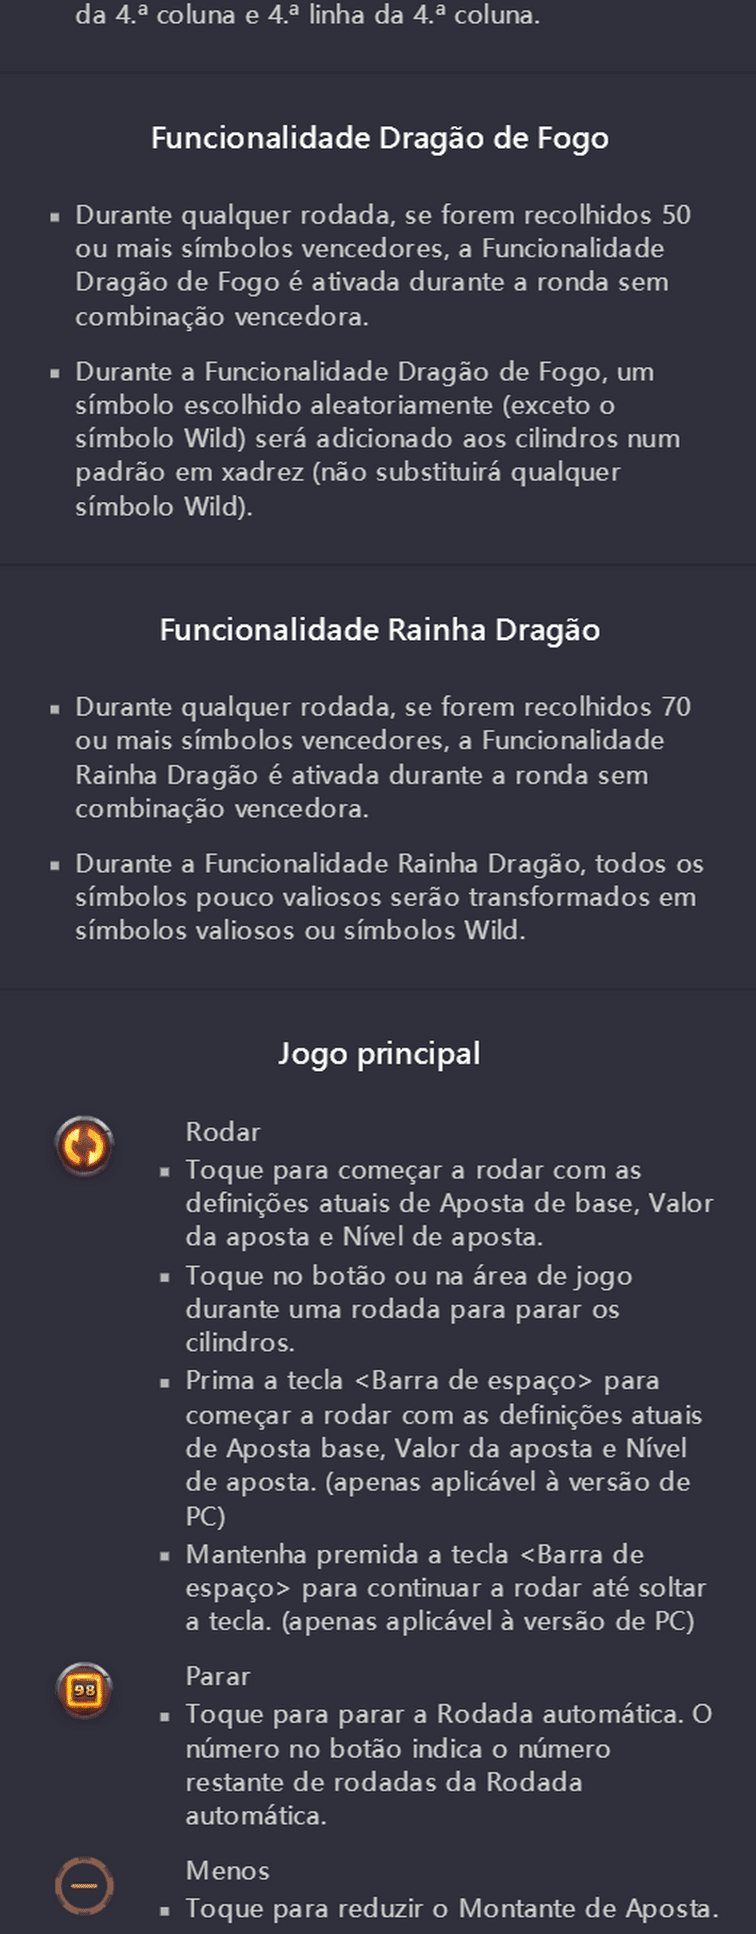 da 4.ª coluna e 4.ª linha da 4.ª coluna.
Funcionalidade Dragão de Fogo
▪ Durante qualquer rodada, se forem recolhidos 50
ou mais símbolos vencedores, a Funcionalidade
Dragão de Fogo é ativada durante a ronda sem
combinação vencedora.
▪ Durante a Funcionalidade Dragão de Fogo, um
símbolo escolhido aleatoriamente (exceto o
símbolo Wild) será adicionado aos cilindros num
padrão em xadrez (não substituirá qualquer
símbolo Wild).
Funcionalidade Rainha Dragão
▪ Durante qualquer rodada, se forem recolhidos 70
ou mais símbolos vencedores, a Funcionalidade
Rainha Dragão é ativada durante a ronda sem
combinação vencedora.
▪ Durante a Funcionalidade Rainha Dragão, todos os
símbolos pouco valiosos serão transformados em
símbolos valiosos ou símbolos Wild.
Jogo principal
Rodar
▪ Toque para começar a rodar com as
definições atuais de Aposta de base, Valor
da aposta e Nível de aposta.
▪ Toque no botão ou na área de jogo
durante uma rodada para parar os
cilindros.
▪ Prima a tecla <Barra de espaço> para
começar a rodar com as definições atuais
de Aposta base, Valor da aposta e Nível
de aposta. (apenas aplicável à versão de
PC)
▪ Mantenha premida a tecla <Barra de
espaço> para continuar a rodar até soltar
a tecla. (apenas aplicável à versão de PC)
98
Parar
▪ Toque para parar a Rodada automática. O
número no botão indica o número
restante de rodadas da Rodada
automática.
Menos
▪ Toque para reduzir o Montante de Aposta.